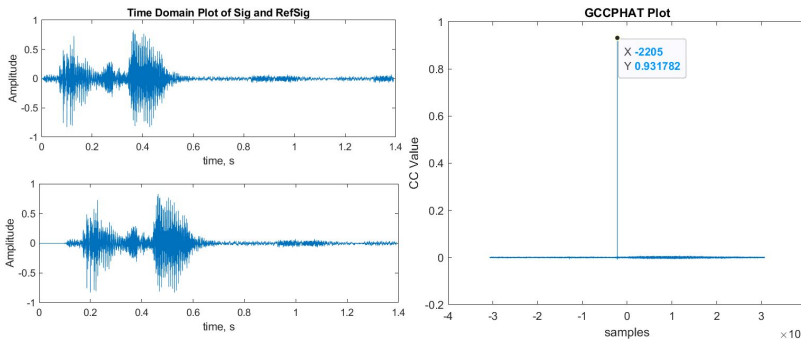 Time Domain Plot of Sig and RefSig
1
0.5
0
-0.5
-1
Amplitude
0 0.2 0.4 0.6 0.8 1 1.2 1.4
time, s
1
0.5
0
-0.5
-1
Amplitude
0 0.2 0.4 0.6 0.8 1 1.2 1.4
time, s
GCCPHAT Plot
1
0.8
0.6
0.4
0.2
0
-0.2
CC Value
X -2205
Y 0.931782
-4 -3 -2 -1 0 1 2 3
samples
×10